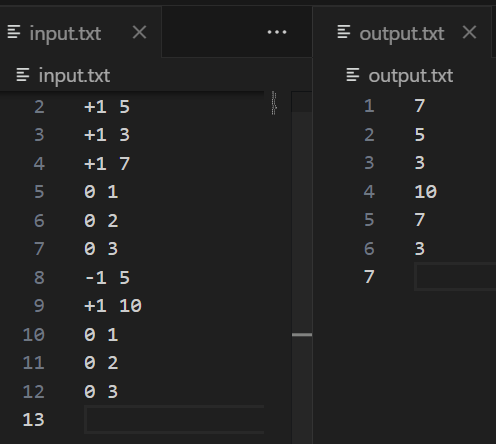 input.txt
input.txt
2 +1 5
3 +1 3
4 +1 7
5 0 1
6 0 2
7 0 3
8 -1 5
9 +1 10
10 0 1
11 0 2
12 0 3
13
output.txt
output.txt
1 7
2 5
3 3
4 10
5 7
6 3
7